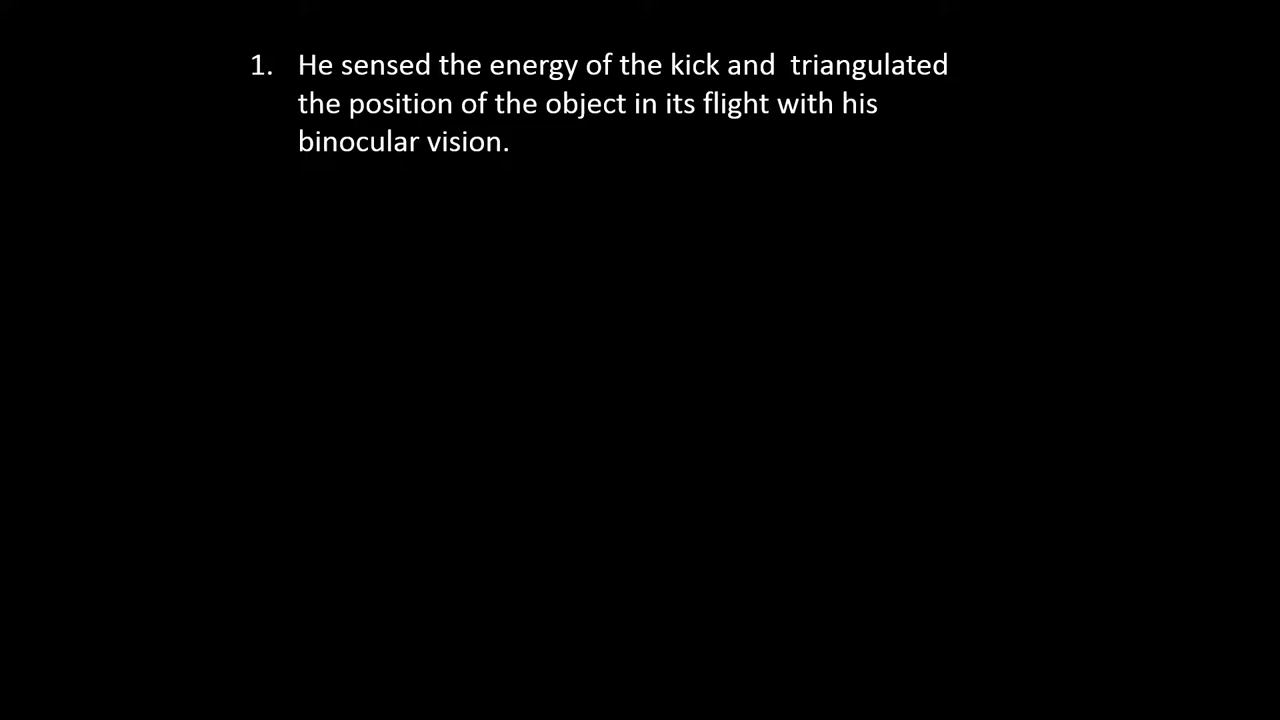 1. He sensed the energy of the kick and  triangulated
the position of the object in its flight with his
binocular vision.